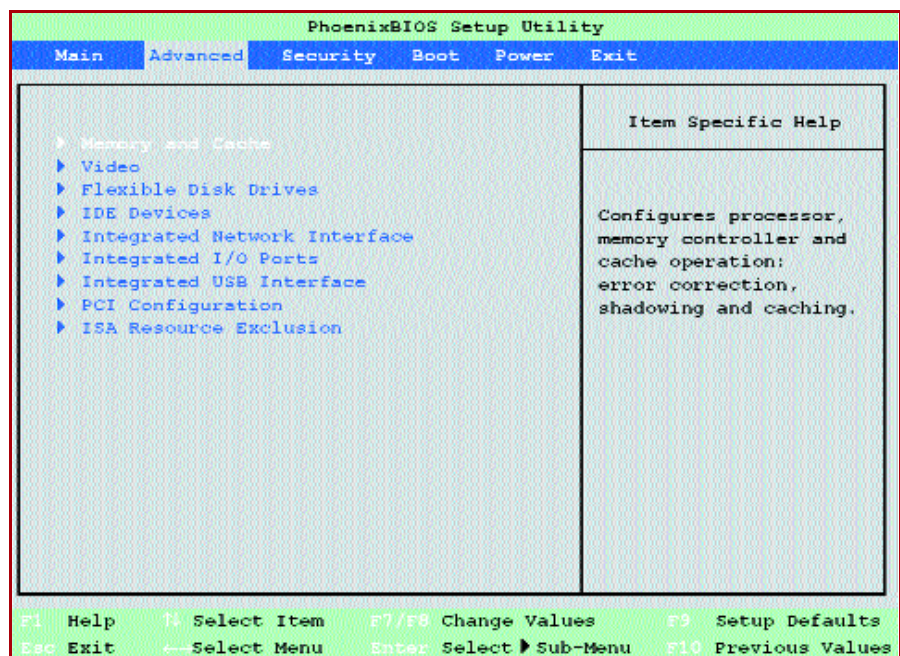 PhoenixBIOS Setup Utility
Main Advanced Security Boot Power Exit
Memory and Cache
Video
Flexible Disk Drives
IDE Devices
Integrated Network Interface
Integrated I/O Ports
Integrated USB Interface
PCI Configuration
ISA Resource Exclusion
Item Specific Help
Configures processor,
memory controller and
cache operation:
error correction,
shadowing and caching.
F1 Help ↑↓ Select Item F7/F8 Change Values F9 Setup Defaults
Esc Exit ←→ Select Menu Enter Select ▶ Sub-Menu F10 Previous Values